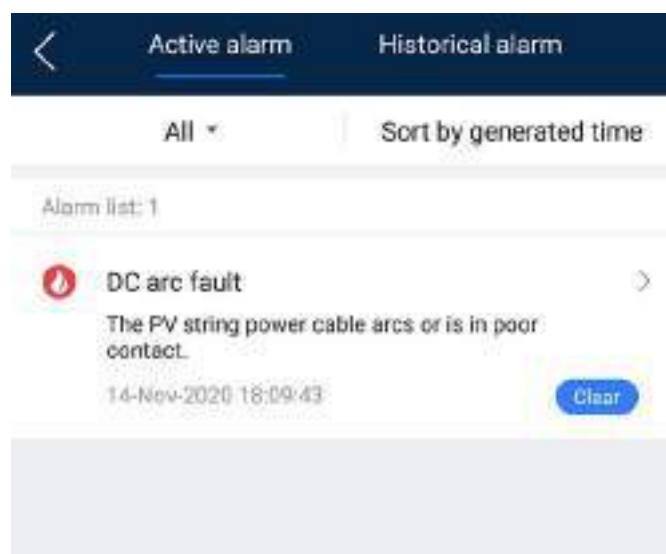 Active alarm
Historical alarm
All
Sort by generated time
Alarm list: 1
DC arc fault
The PV string power cable arcs or is in poor
contact.
14-Nov-2020 18:09:43
Clear